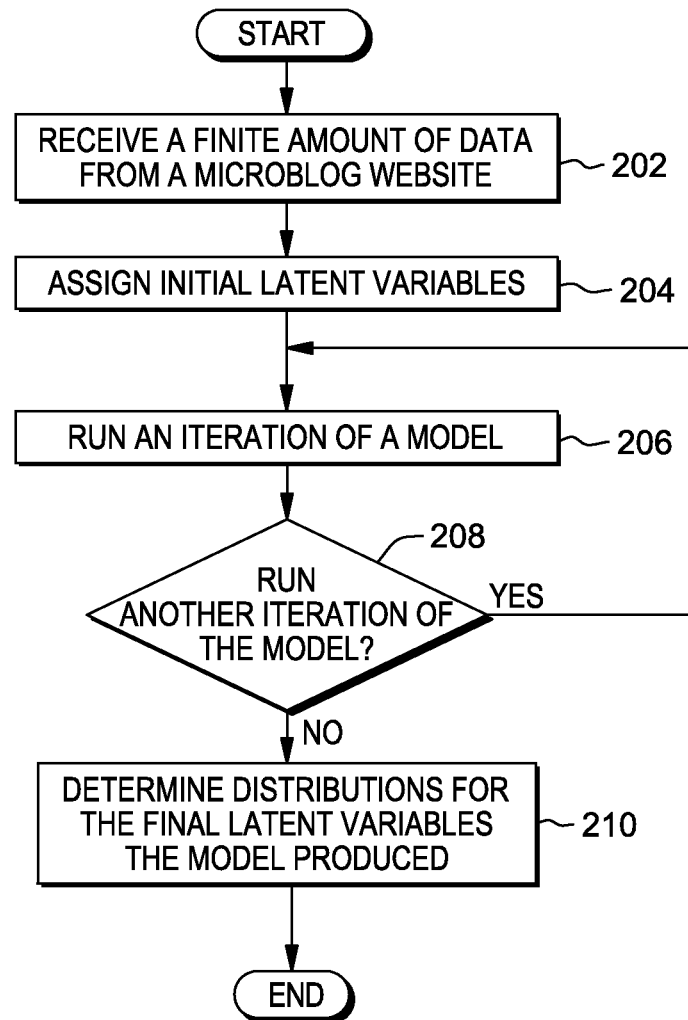 START
RECEIVE A FINITE AMOUNT OF DATA
FROM A MICROBLOG WEBSITE
202
ASSIGN INITIAL LATENT VARIABLES
204
RUN AN ITERATION OF A MODEL
206
208
RUN
ANOTHER ITERATION OF
THE MODEL?
YES
NO
DETERMINE DISTRIBUTIONS FOR
THE FINAL LATENT VARIABLES
THE MODEL PRODUCED
210
END